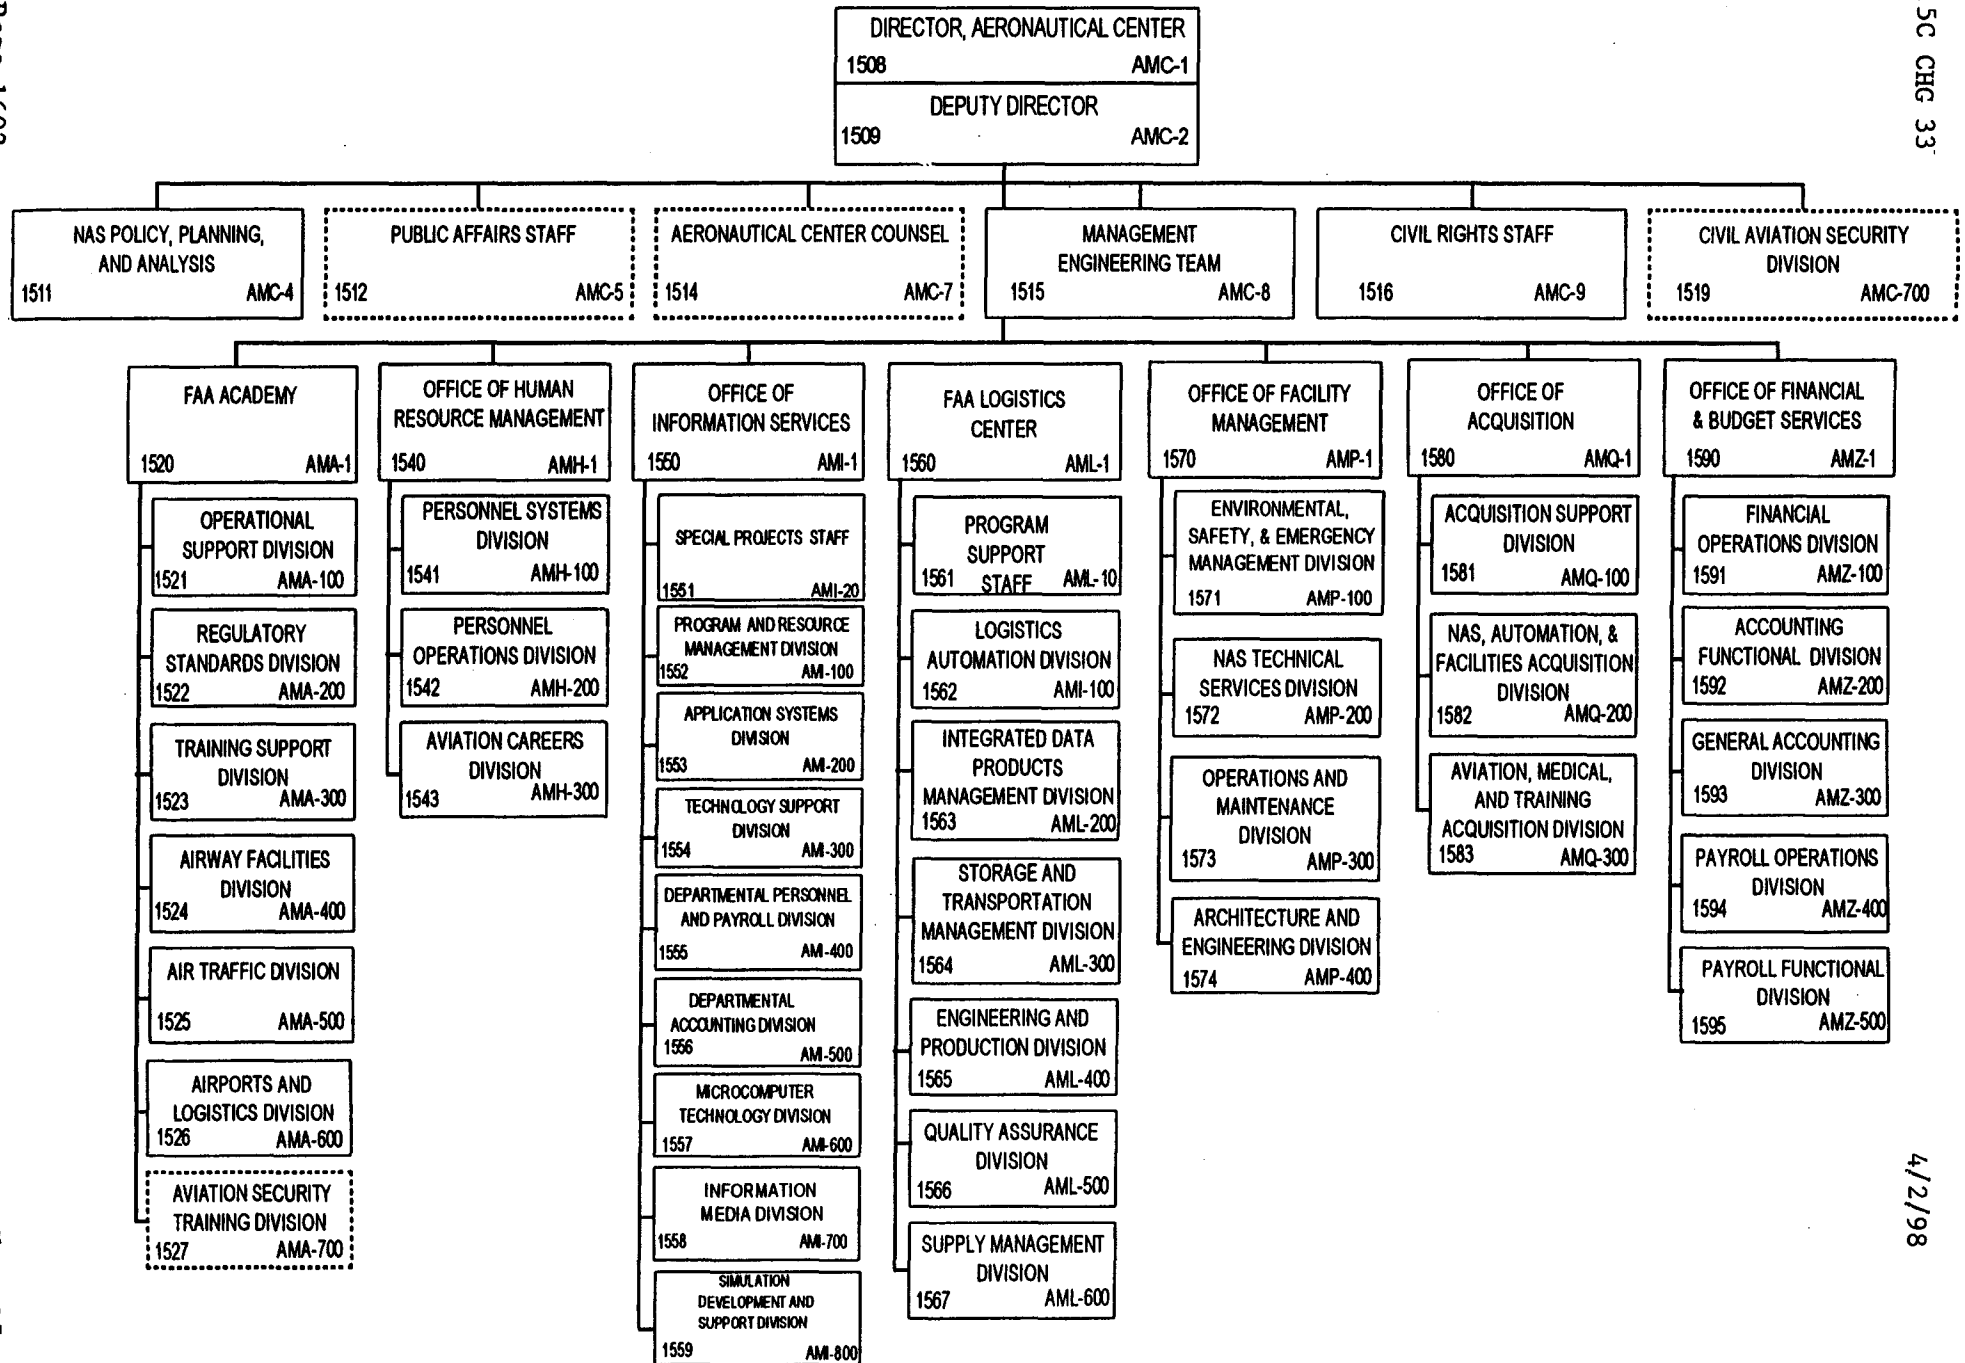 5C CHG 33
DIRECTOR, AERONAUTICAL CENTER
1508 AMC-1
DEPUTY DIRECTOR
1509 AMC-2
NAS POLICY, PLANNING,
AND ANALYSIS
1511 AMC-4
PUBLIC AFFAIRS STAFF
1512 AMC-5
AERONAUTICAL CENTER COUNSEL
1514 AMC-7
MANAGEMENT
ENGINEERING TEAM
1515 AMC-8
CIVIL RIGHTS STAFF
1516 AMC-9
CIVIL AVIATION SECURITY
DIVISION
1519 AMC-700
FAA ACADEMY
1520 AMA-1
OPERATIONAL
SUPPORT DIVISION
1521 AMA-100
REGULATORY
STANDARDS DIVISION
1522 AMA-200
TRAINING SUPPORT
DIVISION
1523 AMA-300
AIRWAY FACILITIES
DIVISION
1524 AMA-400
AIR TRAFFIC DIVISION
1525 AMA-500
AIRPORTS AND
LOGISTICS DIVISION
1526 AMA-600
AVIATION SECURITY
TRAINING DIVISION
1527 AMA-700
OFFICE OF HUMAN
RESOURCE MANAGEMENT
1540 AMH-1
PERSONNEL SYSTEMS
DIVISION
1541 AMH-100
PERSONNEL
OPERATIONS DIVISION
1542 AMH-200
AVIATION CAREERS
DIVISION
1543 AMH-300
OFFICE OF
INFORMATION SERVICES
1550 AMI-1
SPECIAL PROJECTS STAFF
1551 AMI-20
PROGRAM AND RESOURCE
MANAGEMENT DIVISION
1552 AMI-100
APPLICATION SYSTEMS
DIVISION
1553 AMI-200
TECHNOLOGY SUPPORT
DIVISION
1554 AMI-300
DEPARTMENTAL PERSONNEL
AND PAYROLL DIVISION
1555 AMI-400
DEPARTMENTAL
ACCOUNTING DIVISION
1556 AMI-500
MICROCOMPUTER
TECHNOLOGY DIVISION
1557 AMI-600
INFORMATION
MEDIA DIVISION
1558 AMI-700
SIMULATION
DEVELOPMENT AND
SUPPORT DIVISION
1559 AMI-800
FAA LOGISTICS
CENTER
1560 AML-1
PROGRAM
SUPPORT
STAFF
1561 AML-10
LOGISTICS
AUTOMATION DIVISION
1562 AMI-100
INTEGRATED DATA
PRODUCTS
MANAGEMENT DIVISION
1563 AML-200
STORAGE AND
TRANSPORTATION
MANAGEMENT DIVISION
1564 AML-300
ENGINEERING AND
PRODUCTION DIVISION
1565 AML-400
QUALITY ASSURANCE
DIVISION
1566 AML-500
SUPPLY MANAGEMENT
DIVISION
1567 AML-600
OFFICE OF FACILITY
MANAGEMENT
1570 AMP-1
ENVIRONMENTAL,
SAFETY, & EMERGENCY
MANAGEMENT DIVISION
1571 AMP-100
NAS TECHNICAL
SERVICES DIVISION
1572 AMP-200
OPERATIONS AND
MAINTENANCE
DIVISION
1573 AMP-300
ARCHITECTURE AND
ENGINEERING DIVISION
1574 AMP-400
OFFICE OF
ACQUISITION
1580 AMQ-1
ACQUISITION SUPPORT
DIVISION
1581 AMQ-100
NAS, AUTOMATION, &
FACILITIES ACQUISITION
DIVISION
1582 AMQ-200
AVIATION, MEDICAL,
AND TRAINING
ACQUISITION DIVISION
1583 AMQ-300
OFFICE OF FINANCIAL
& BUDGET SERVICES
1590 AMZ-1
FINANCIAL
OPERATIONS DIVISION
1591 AMZ-100
ACCOUNTING
FUNCTIONAL DIVISION
1592 AMZ-200
GENERAL ACCOUNTING
DIVISION
1593 AMZ-300
PAYROLL OPERATIONS
DIVISION
1594 AMZ-400
PAYROLL FUNCTIONAL
DIVISION
1595 AMZ-500
4/2/98